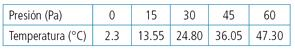 Presión (Pa) 0 15 30 45 60
Temperatura (°C) 2.3 13.55 24.80 36.05 47.30